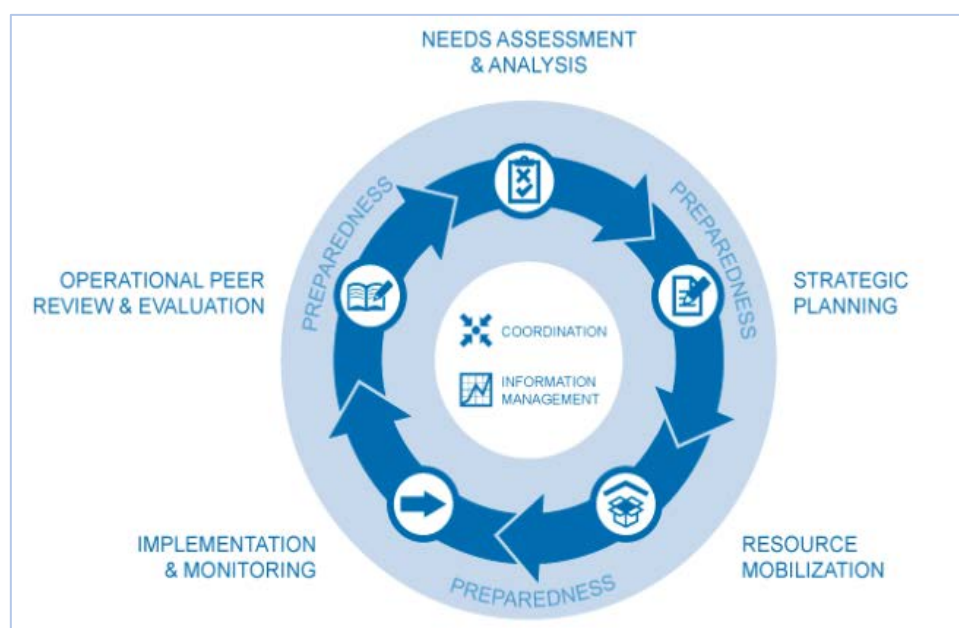 NEEDS ASSESSMENT
& ANALYSIS
PREPAREDNESS
PREPAREDNESS
OPERATIONAL PEER
REVIEW & EVALUATION
STRATEGIC
PLANNING
COORDINATION
INFORMATION
MANAGEMENT
IMPLEMENTATION
& MONITORING
RESOURCE
MOBILIZATION
PREPAREDNESS